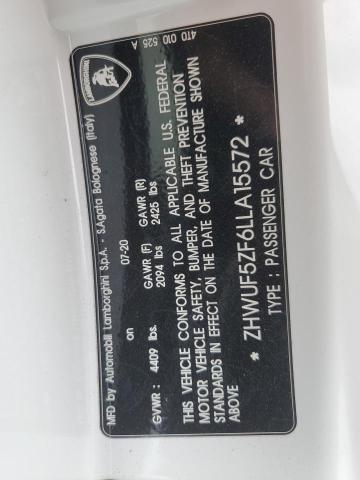 LAMBORGHINI
4T0 010
525 A
MFD by Automobili Lamborghini S.p.A. - S.Agata Bolognese (Italy)
on 07-20
GVWR : 4409 lbs. GAWR (F) GAWR (R)
2094 lbs 2425 lbs
THIS VEHICLE CONFORMS TO ALL APPLICABLE U.S. FEDERAL
MOTOR VEHICLE SAFETY, BUMPER, AND THEFT PREVENTION
STANDARDS IN EFFECT ON THE DATE OF MANUFACTURE SHOWN
ABOVE
* ZHWUF5ZF6LLA15572 *
TYPE : PASSENGER CAR